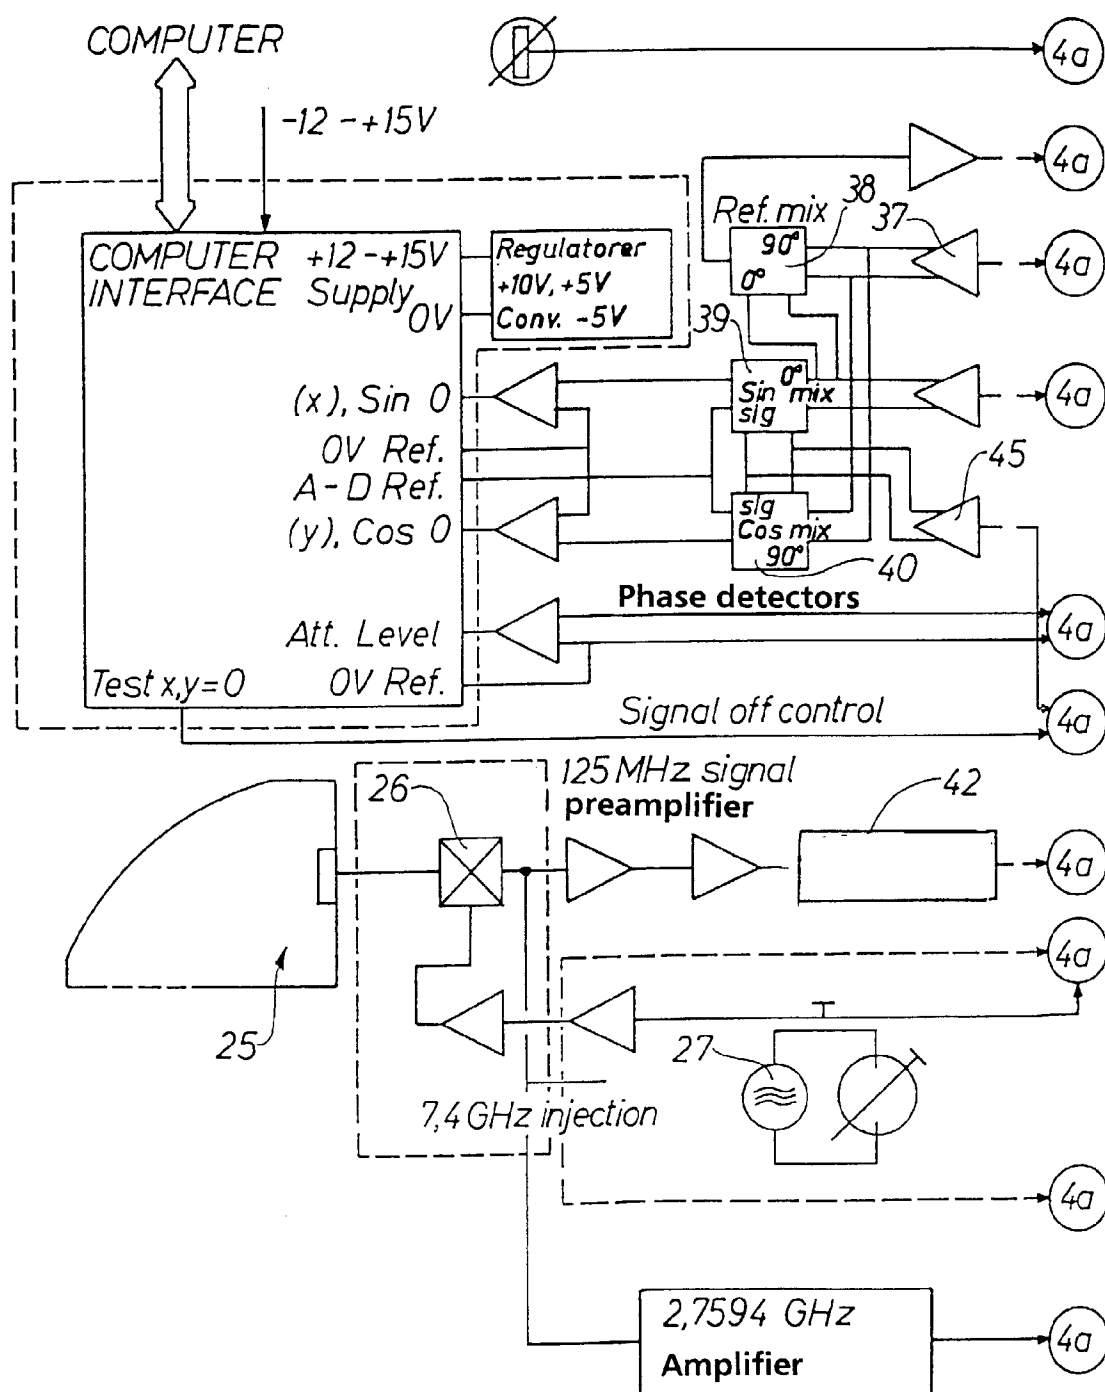 COMPUTER
4a
-12 -+15V
4a
Ref. mix
38
37
90°
0°
4a
COMPUTER
INTERFACE
+12 -+15V
Supply
0V
Regulatorer
+10V, +5V
Conv. -5V
39
(x), Sin 0
0°
Sin mix
sig
4a
0V Ref.
A-D Ref.
45
(y), Cos 0
sig
Cos mix
90°
40
Phase detectors
Att. Level
4a
Test x,y=0
0V Ref.
Signal off control
4a
26
125 MHz signal
preamplifier
42
4a
4a
25
27
7,4 GHz injection
4a
2,7594 GHz
Amplifier
4a